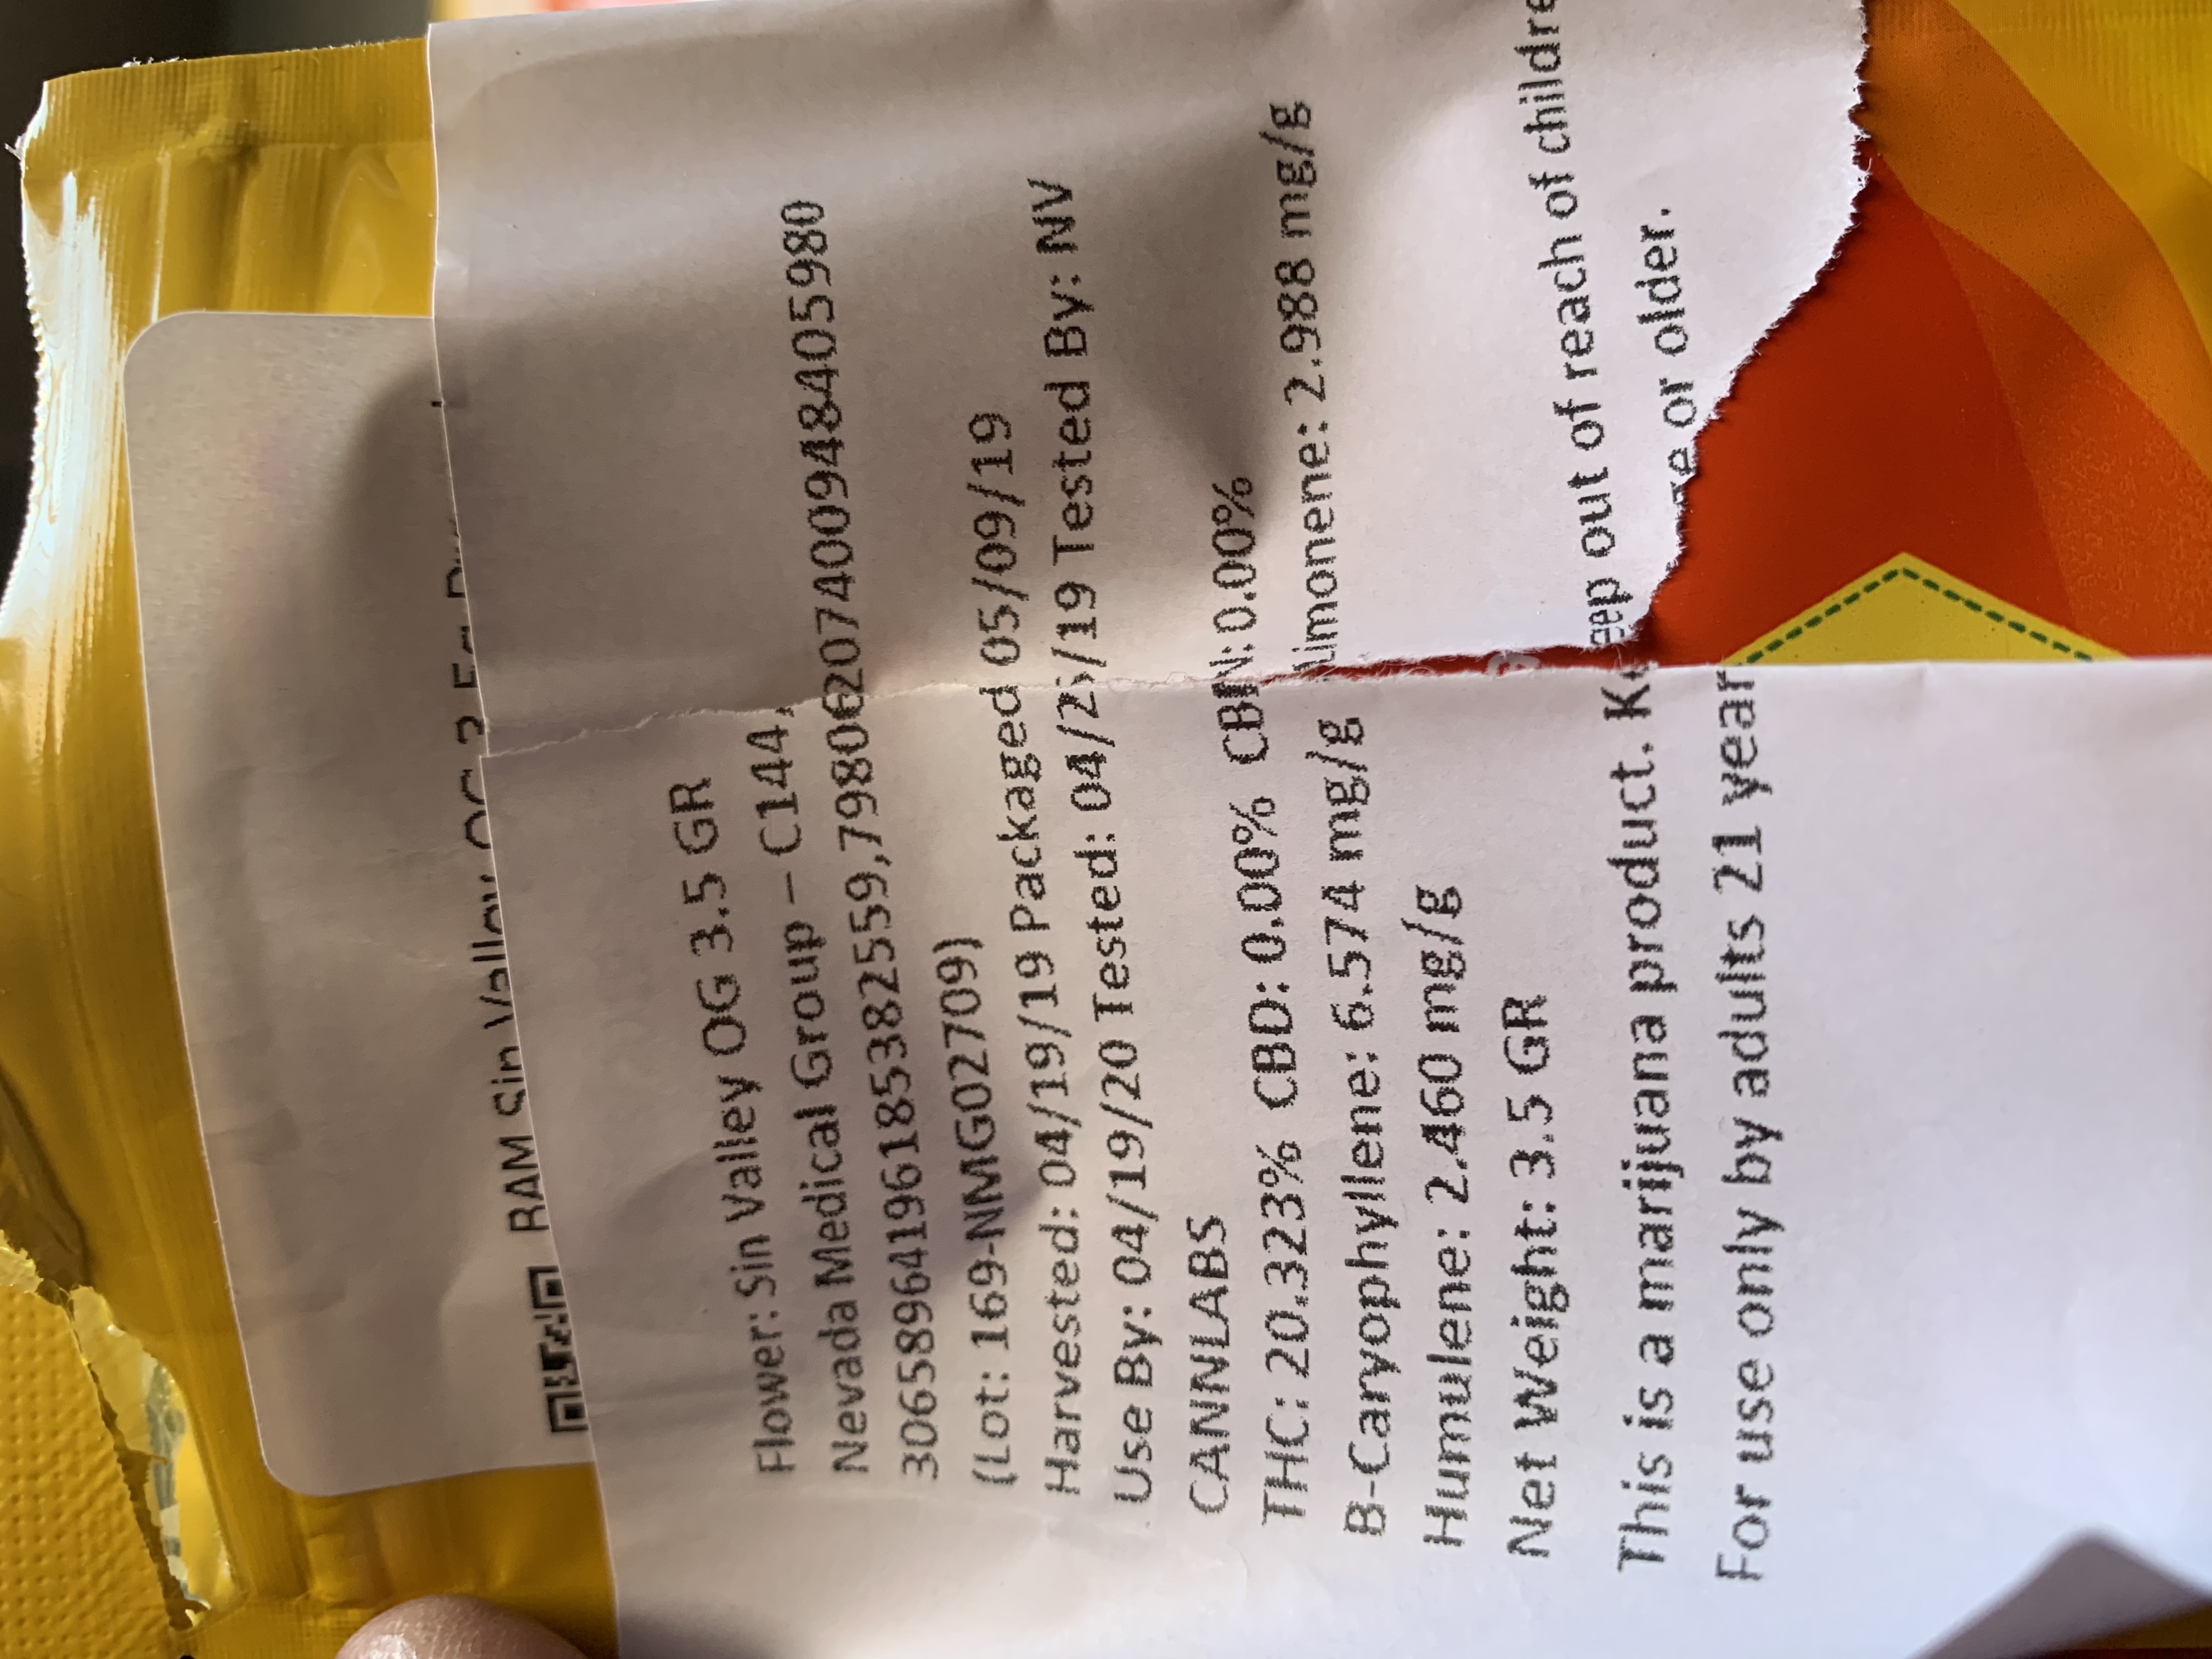 BAM Sin Valley OG 3.5
Flower: Sin Valley OG 3.5 GR
Nevada Medical Group – C144,
30658964196185382559,79806207400948405980
(Lot: 169-NMG02709)
Harvested: 04/19/19 Packaged 05/09/19
Use By: 04/19/20 Tested: 04/25/19 Tested By: NV
CANNLABS
THC: 20.323% CBD: 0.00% CBN: 0.00%
B-Caryophyllene: 6.574 mg/g Limonene: 2.988 mg/g
Humulene: 2.460 mg/g
Net Weight: 3.5 GR
This is a marijuana product. Keep out of reach of childre
For use only by adults 21 year or older.